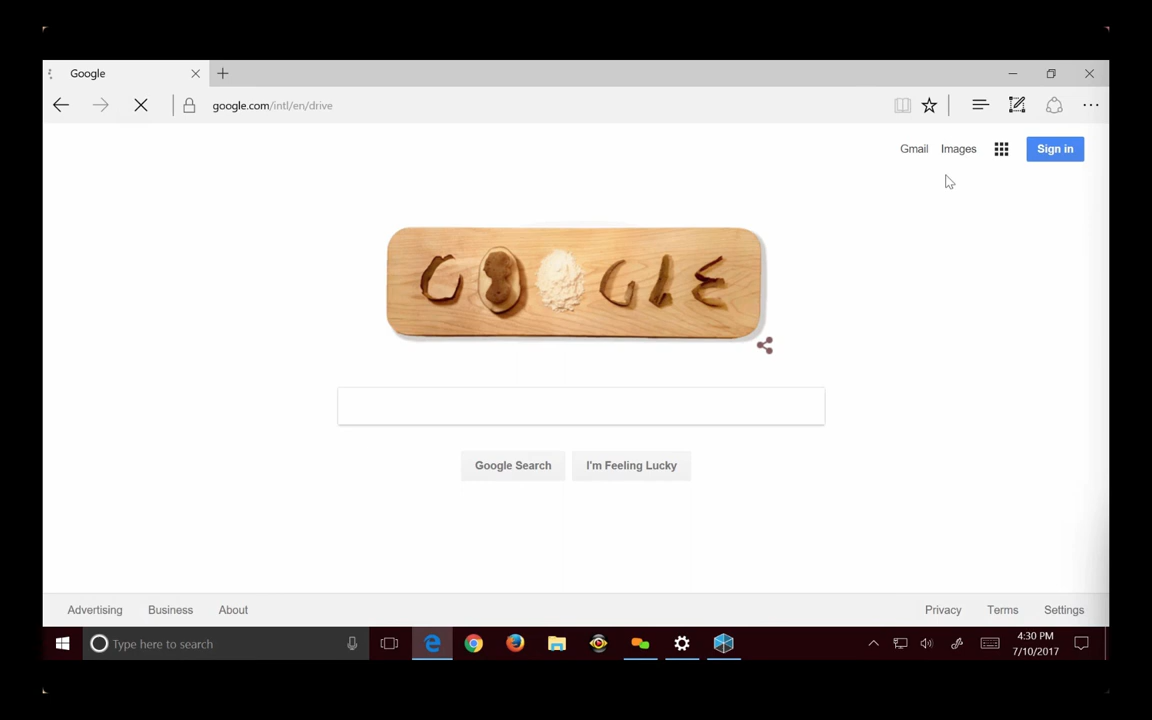 Google
google.com/intl/en/drive
Gmail Images Sign in
GOOGLE
Google Search I'm Feeling Lucky
Advertising Business About Privacy Terms Settings
Type here to search
4:30 PM
7/10/2017